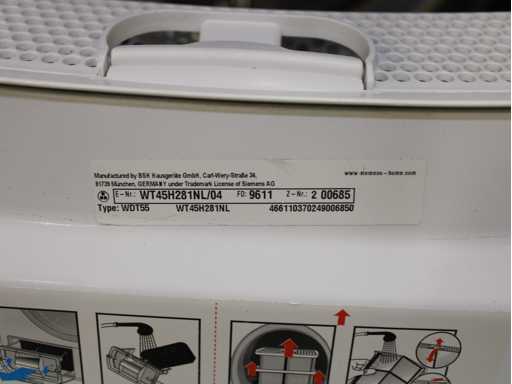 Manufactured by BSH Hausgeräte GmbH, Carl-Wery-Straße 34,
81739 München, GERMANY under Trademark License of Siemens AG
www.siemens-home.com
E-Nr.: WT45H281NL/04 FD: 9611 Z-Nr.: 2 00685
Type: WDT55 WT45H281NL 466110370249006850